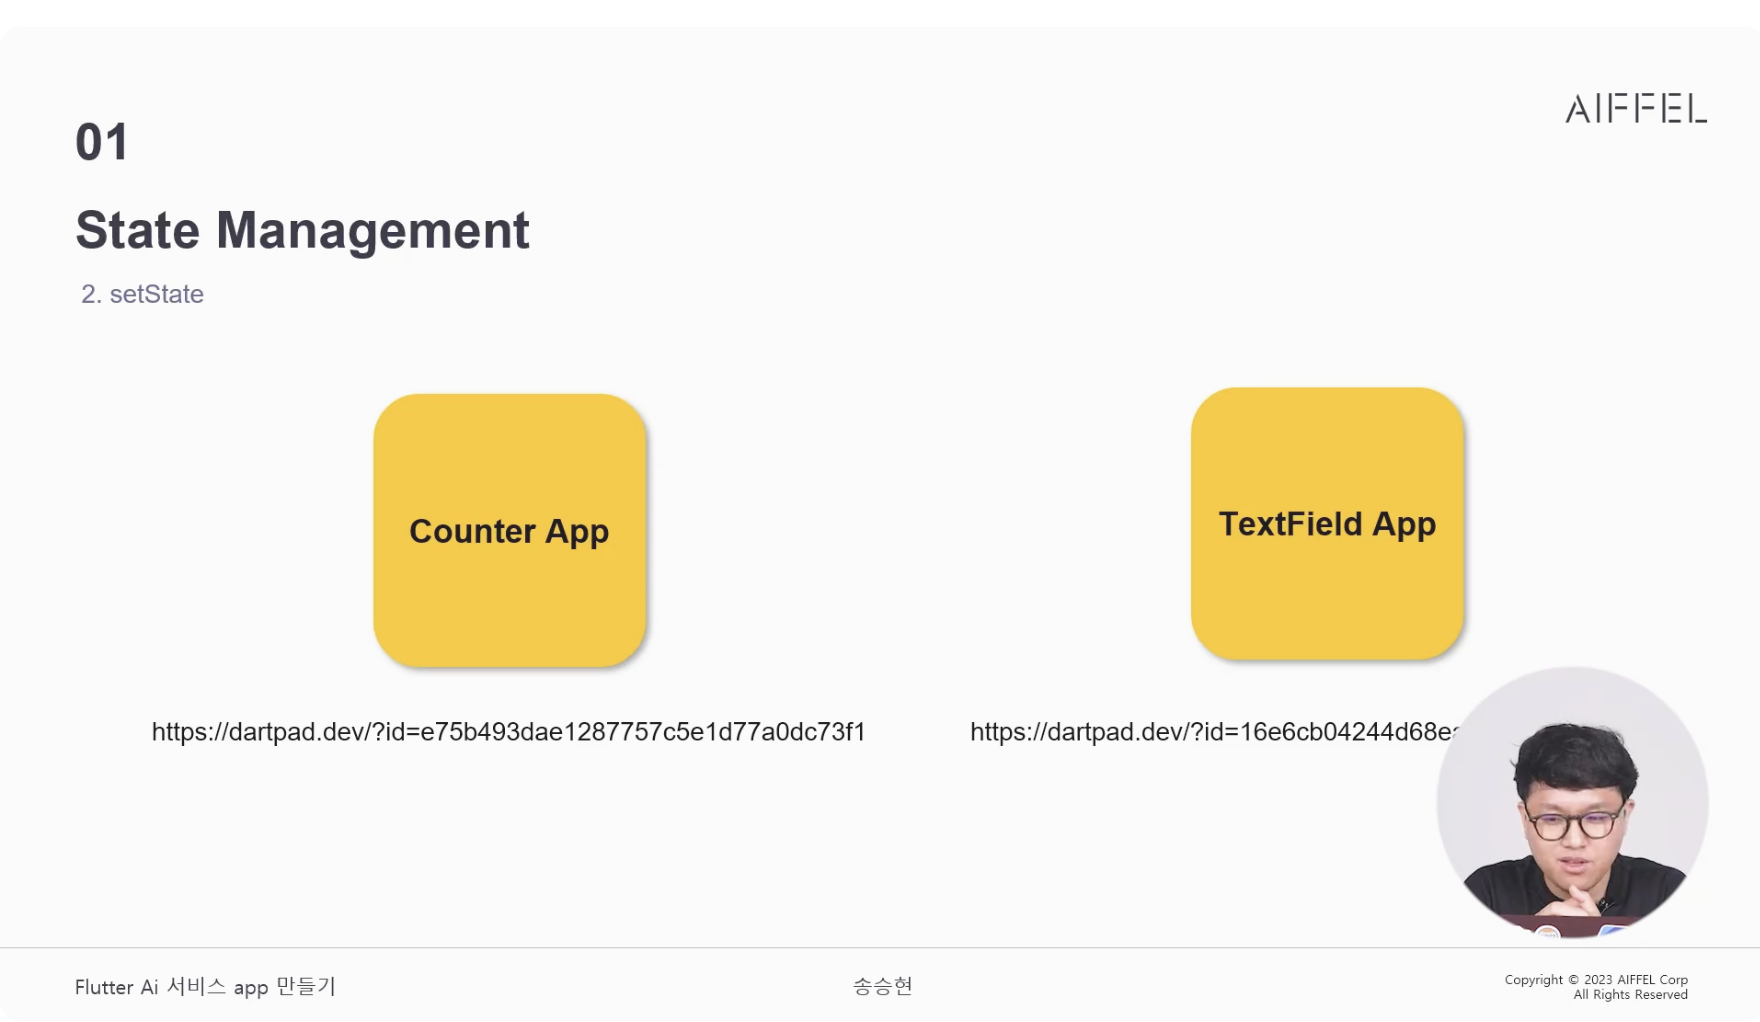 AIFFEL
01
State Management
2. setState
Counter App
TextField App
https://dartpad.dev/?id=e75b493dae1287757c5e1d77a0dc73f1
https://dartpad.dev/?id=16e6cb04244d68ea
Flutter Ai 서비스 app 만들기
송승현
Copyright © 2023 AIFFEL Corp
All Rights Reserved